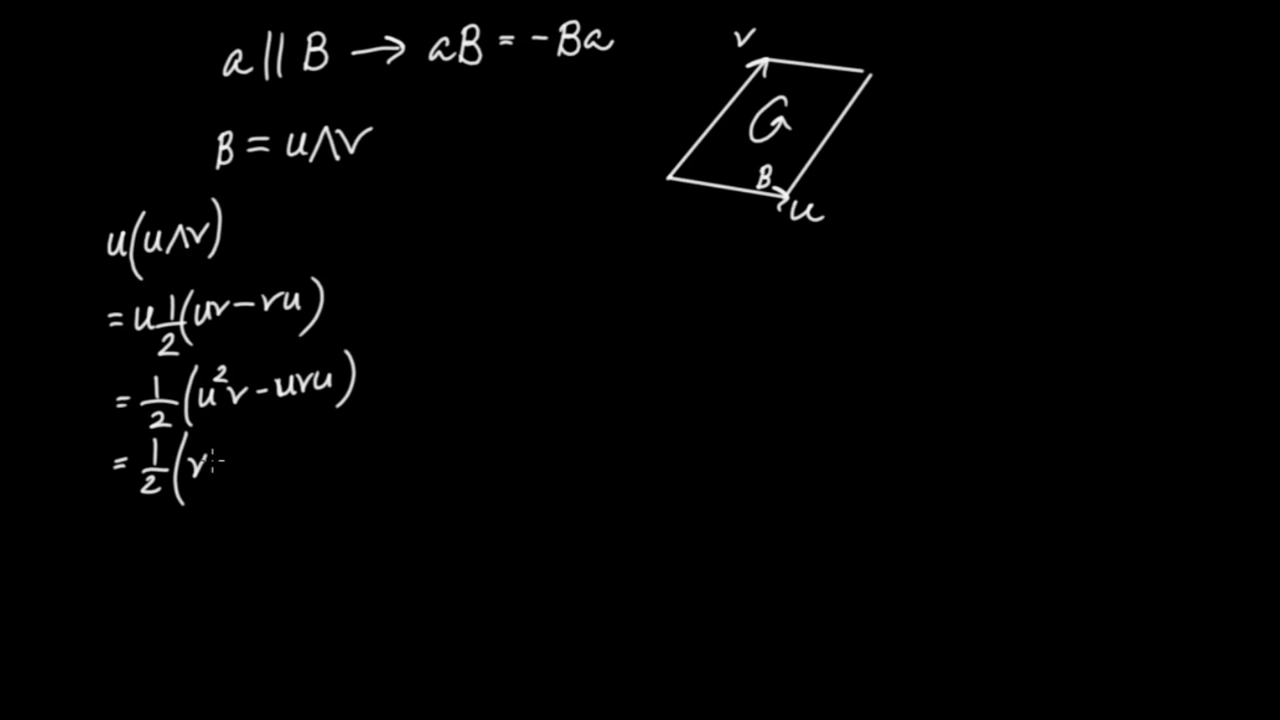 a || B → aB = -Ba
B = u∧v
u(u∧v)
= u 1/2 (uv - vu)
= 1/2 (u²v - uvu)
= 1/2 (v
v
G
B
u